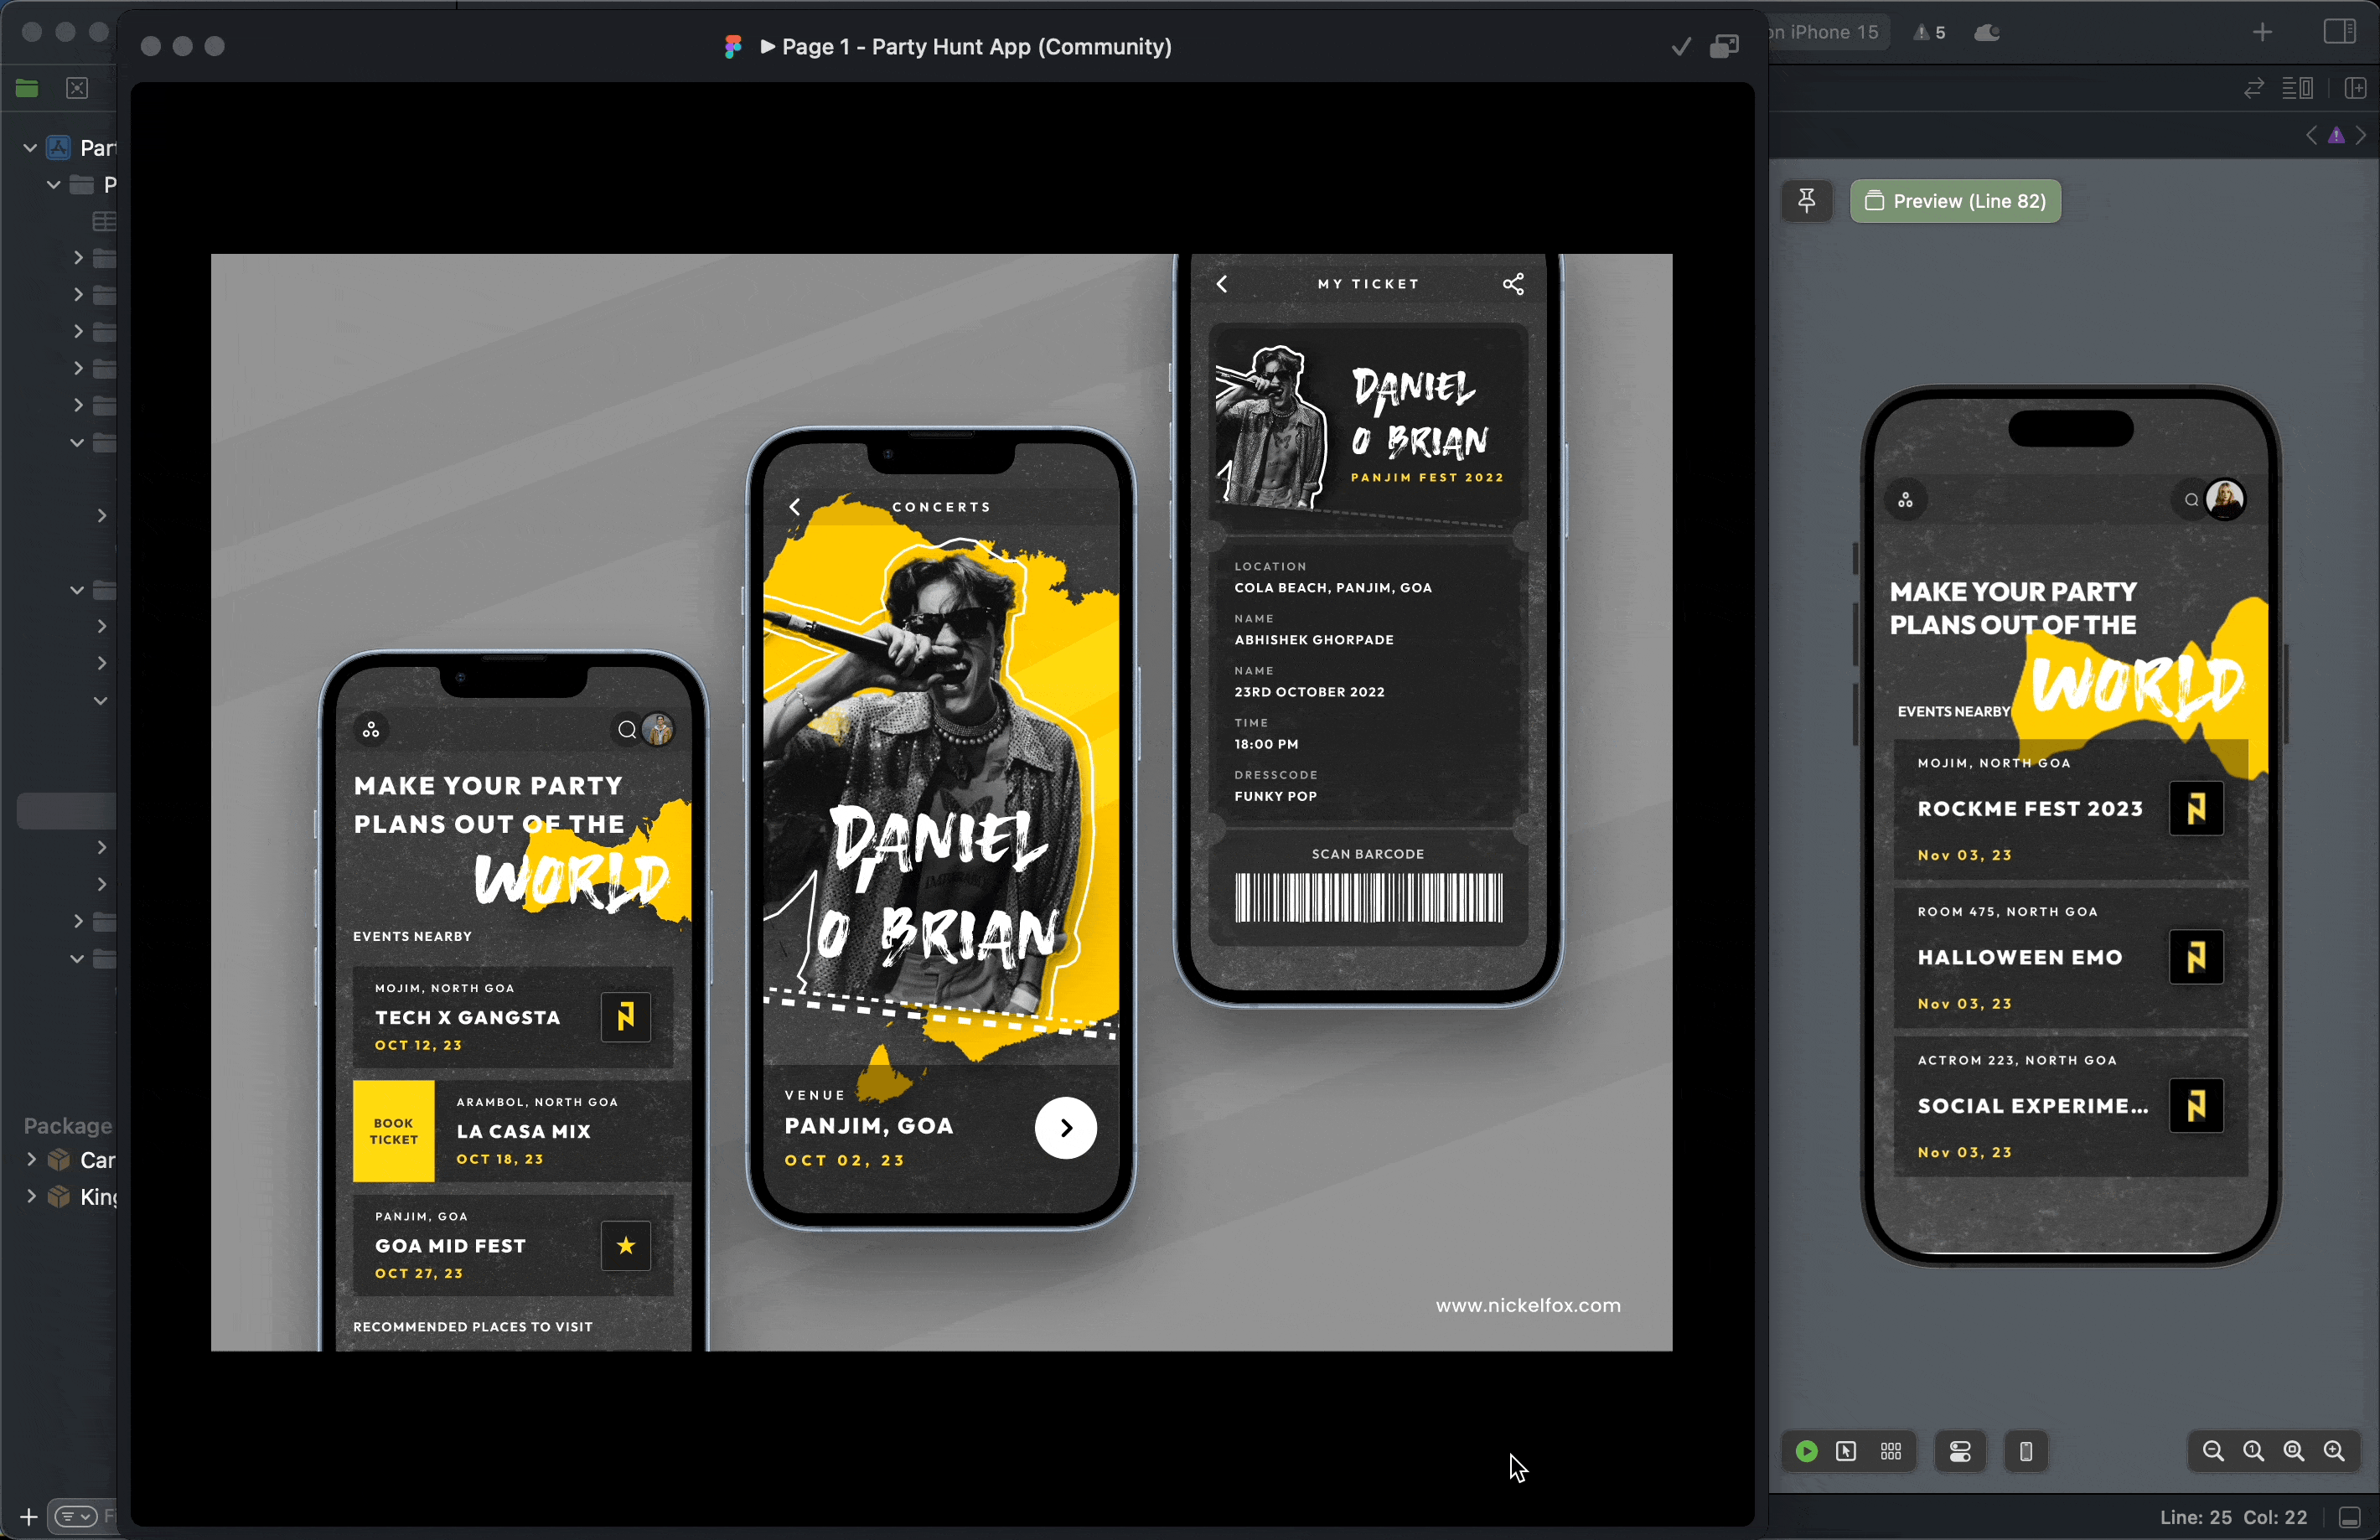 Page 1 - Party Hunt App (Community)
on iPhone 15
5
Part
P
Preview (Line 82)
MY TICKET
DANIEL
O BRIAN
PANJIM FEST 2022
LOCATION
COLA BEACH, PANJIM, GOA
NAME
ABHISHEK GHORPADE
NAME
23RD OCTOBER 2022
TIME
18:00 PM
DRESSCODE
FUNKY POP
SCAN BARCODE
CONCERTS
DANIEL
O BRIAN
VENUE
PANJIM, GOA
OCT 02, 23
MAKE YOUR PARTY
PLANS OUT OF THE
WORLD
EVENTS NEARBY
MOJIM, NORTH GOA
TECH X GANGSTA
OCT 12, 23
BOOK
TICKET
ARAMBOL, NORTH GOA
LA CASA MIX
OCT 18, 23
PANJIM, GOA
GOA MID FEST
OCT 27, 23
RECOMMENDED PLACES TO VISIT
www.nickelfox.com
MAKE YOUR PARTY
PLANS OUT OF THE
WORLD
EVENTS NEARBY
MOJIM, NORTH GOA
ROCKME FEST 2023
Nov 03, 23
ROOM 475, NORTH GOA
HALLOWEEN EMO
Nov 03, 23
ACTROM 223, NORTH GOA
SOCIAL EXPERIME...
Nov 03, 23
Package
Car
King
Line: 25 Col: 22